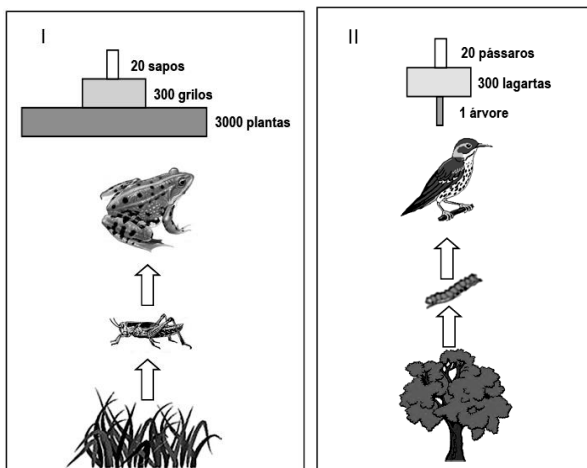 I
20 sapos
300 grilos
3000 plantas
II
20 pássaros
300 lagartas
1 árvore